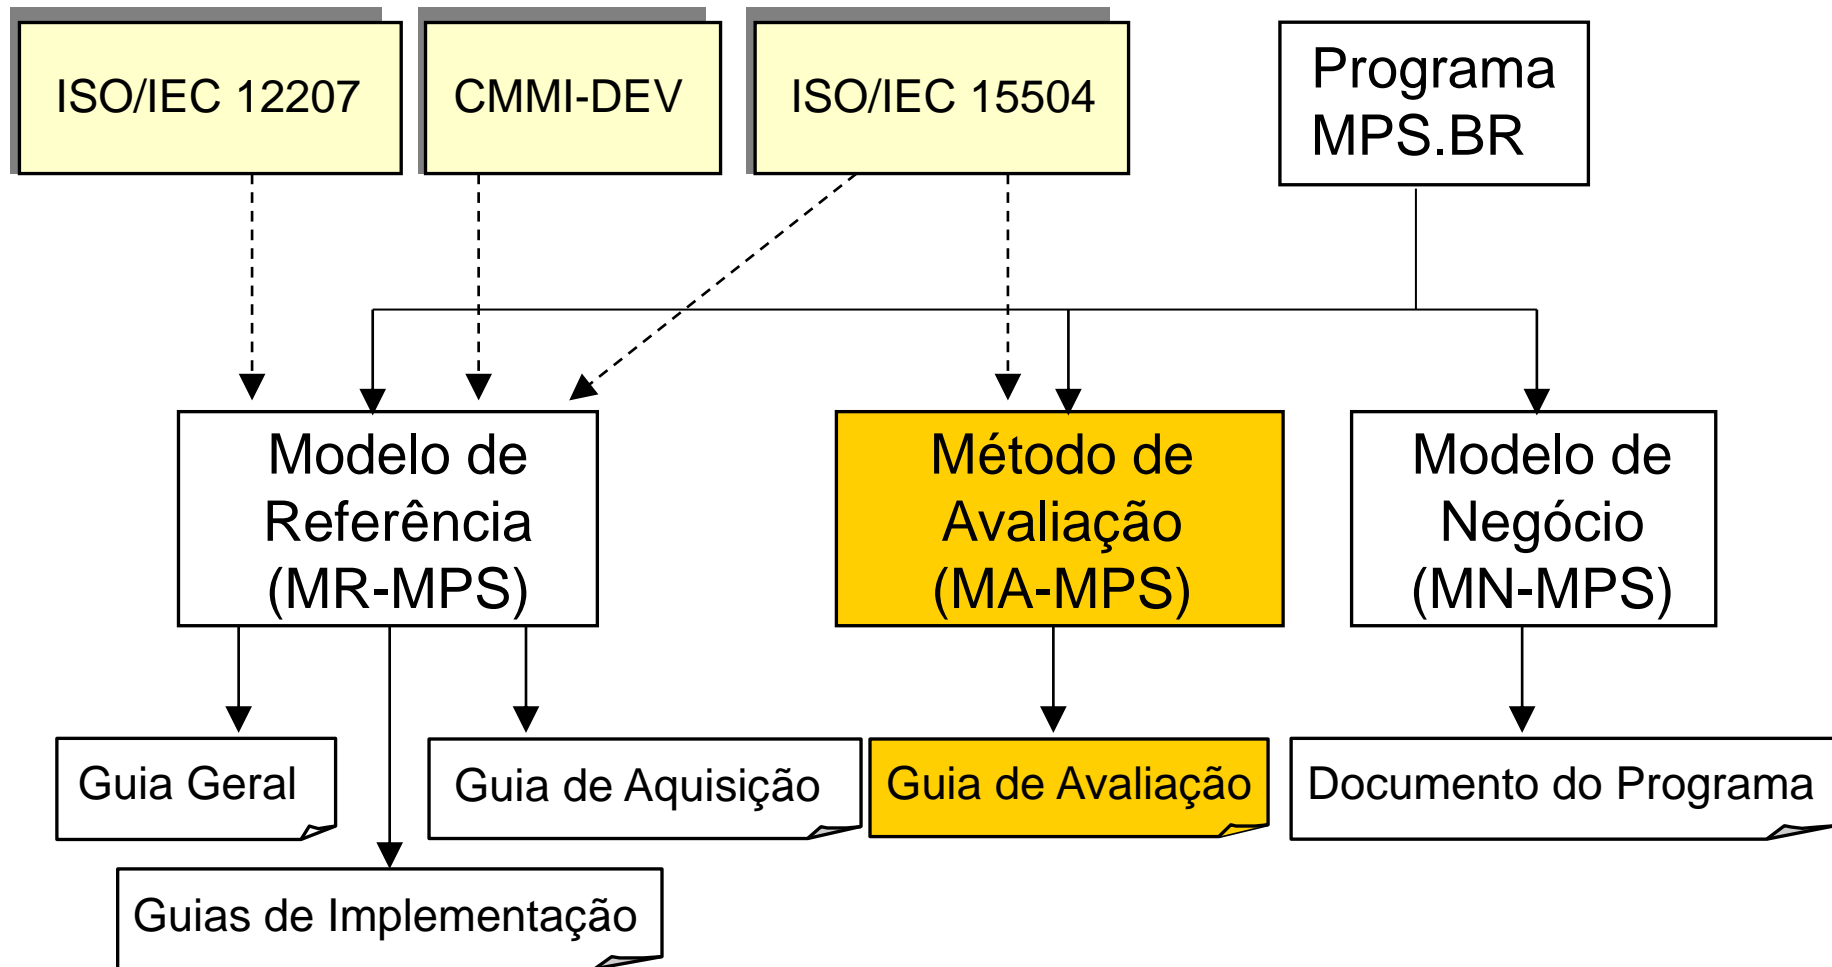 ISO/IEC 12207
CMMI-DEV
ISO/IEC 15504
Programa
MPS.BR
Modelo de
Referência
(MR-MPS)
Método de
Avaliação
(MA-MPS)
Modelo de
Negócio
(MN-MPS)
Guia Geral
Guia de Aquisição
Guia de Avaliação
Documento do Programa
Guias de Implementação